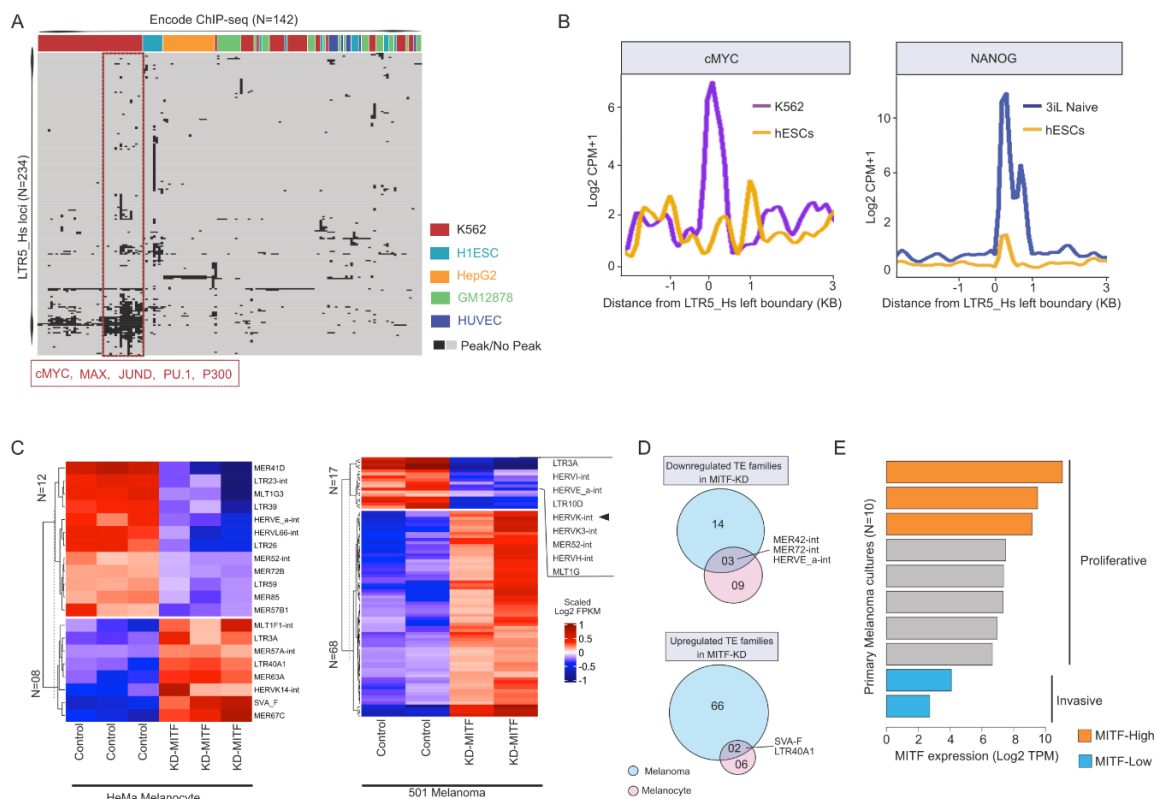 A
Encode ChIP-seq (N=142)
LTR5_Hs loci (N=234)
K562
H1ESC
HepG2
GM12878
HUVEC
Peak/No Peak
cMYC, MAX, JUND, PU.1, P300
B
cMYC
Log2 CPM+1
6
4
2
0
K562
hESCs
-1
0
1
3
Distance from LTR5_Hs left boundary (KB)
NANOG
Log2 CPM+1
10
6
2
0
3iL Naive
hESCs
-1
0
1
3
Distance from LTR5_Hs left boundary (KB)
C
N=12
N=08
MER41D
LTR23-int
MLT1G3
LTR39
HERVE_a-int
HERVL66-int
LTR26
MER52-int
MER72B
LTR59
MER85
MER57B1
MLT1F1-int
LTR3A
MER57A-int
LTR40A1
MER63A
HERVK14-int
SVA_F
MER67C
Control
Control
Control
KD-MITF
KD-MITF
KD-MITF
HeMa Melanocyte
N=17
N=68
LTR3A
HERVI-int
HERVE_a-int
LTR10D
HERVK-int
HERVK3-int
MER52-int
HERVH-int
MLT1G
Scaled
Log2 FPKM
1
0.5
0
-0.5
-1
Control
Control
KD-MITF
KD-MITF
501 Melanoma
D
Downregulated TE families
in MITF-KD
14
03
09
MER42-int
MER72-int
HERVE_a-int
Upregulated TE families
in MITF-KD
66
02
06
SVA-F
LTR40A1
Melanoma
Melanocyte
E
Primary Melanoma cultures (N=10)
Proliferative
Invasive
0
2
4
6
8
10
MITF expression (Log2 TPM)
MITF-High
MITF-Low